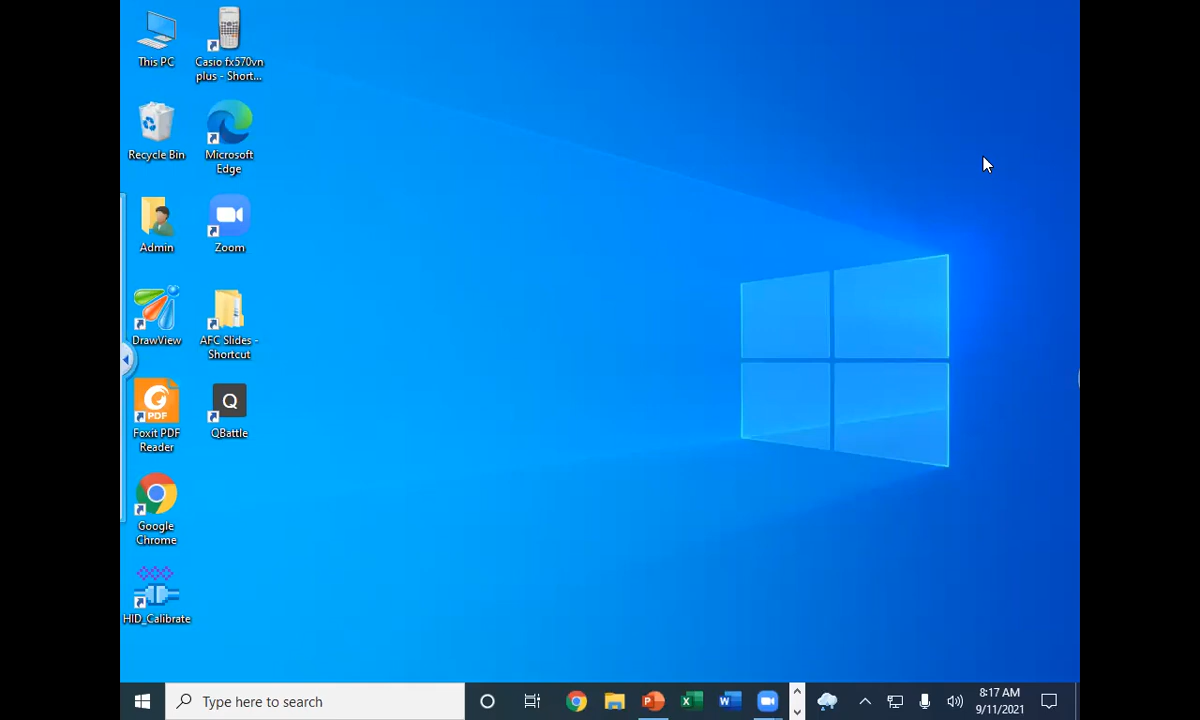 This PC
Casio fx570vn
plus - Short...
Recycle Bin
Microsoft
Edge
Admin
Zoom
DrawView
AFC Slides -
Shortcut
PDF
Foxit PDF
Reader
Q
QBattle
Google
Chrome
HID_Calibrate
Type here to search
P
X
W
8:17 AM
9/11/2021